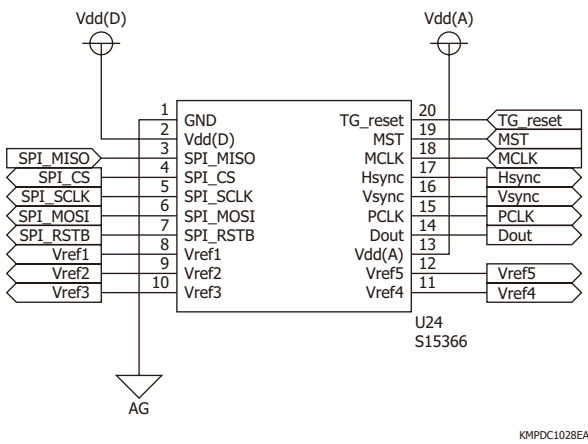 Vdd(D)
Vdd(A)
1 GND TG_reset 20 TG_reset
2 Vdd(D) MST 19 MST
SPI_MISO 3 SPI_MISO MCLK 18 MCLK
SPI_CS 4 SPI_CS Hsync 17 Hsync
SPI_SCLK 5 SPI_SCLK Vsync 16 Vsync
SPI_MOSI 6 SPI_MOSI PCLK 15 PCLK
SPI_RSTB 7 SPI_RSTB Dout 14 Dout
Vref1 8 Vref1 Vdd(A) 13
Vref2 9 Vref2 Vref5 12 Vref5
Vref3 10 Vref3 Vref4 11 Vref4
U24
S15366
AG
KMPDC1028EA